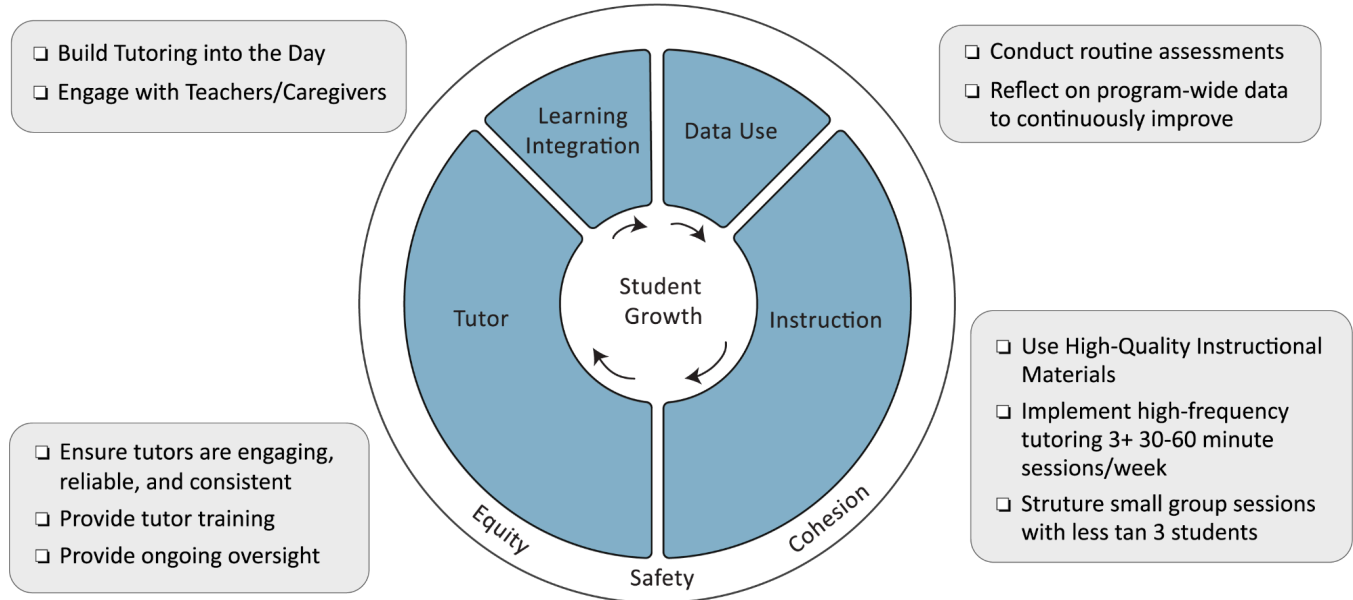 ❏ Build Tutoring into the Day
❏ Engage with Teachers/Caregivers
❏ Conduct routine assessments
❏ Reflect on program-wide data
to continuously improve
Learning
Integration
Data Use
Tutor
Student
Growth
Instruction
❏ Ensure tutors are engaging,
reliable, and consistent
❏ Provide tutor training
❏ Provide ongoing oversight
❏ Use High-Quality Instructional
Materials
❏ Implement high-frequency
tutoring 3+ 30-60 minute
sessions/week
❏ Struture small group sessions
with less tan 3 students
Equity
Safety
Cohesion